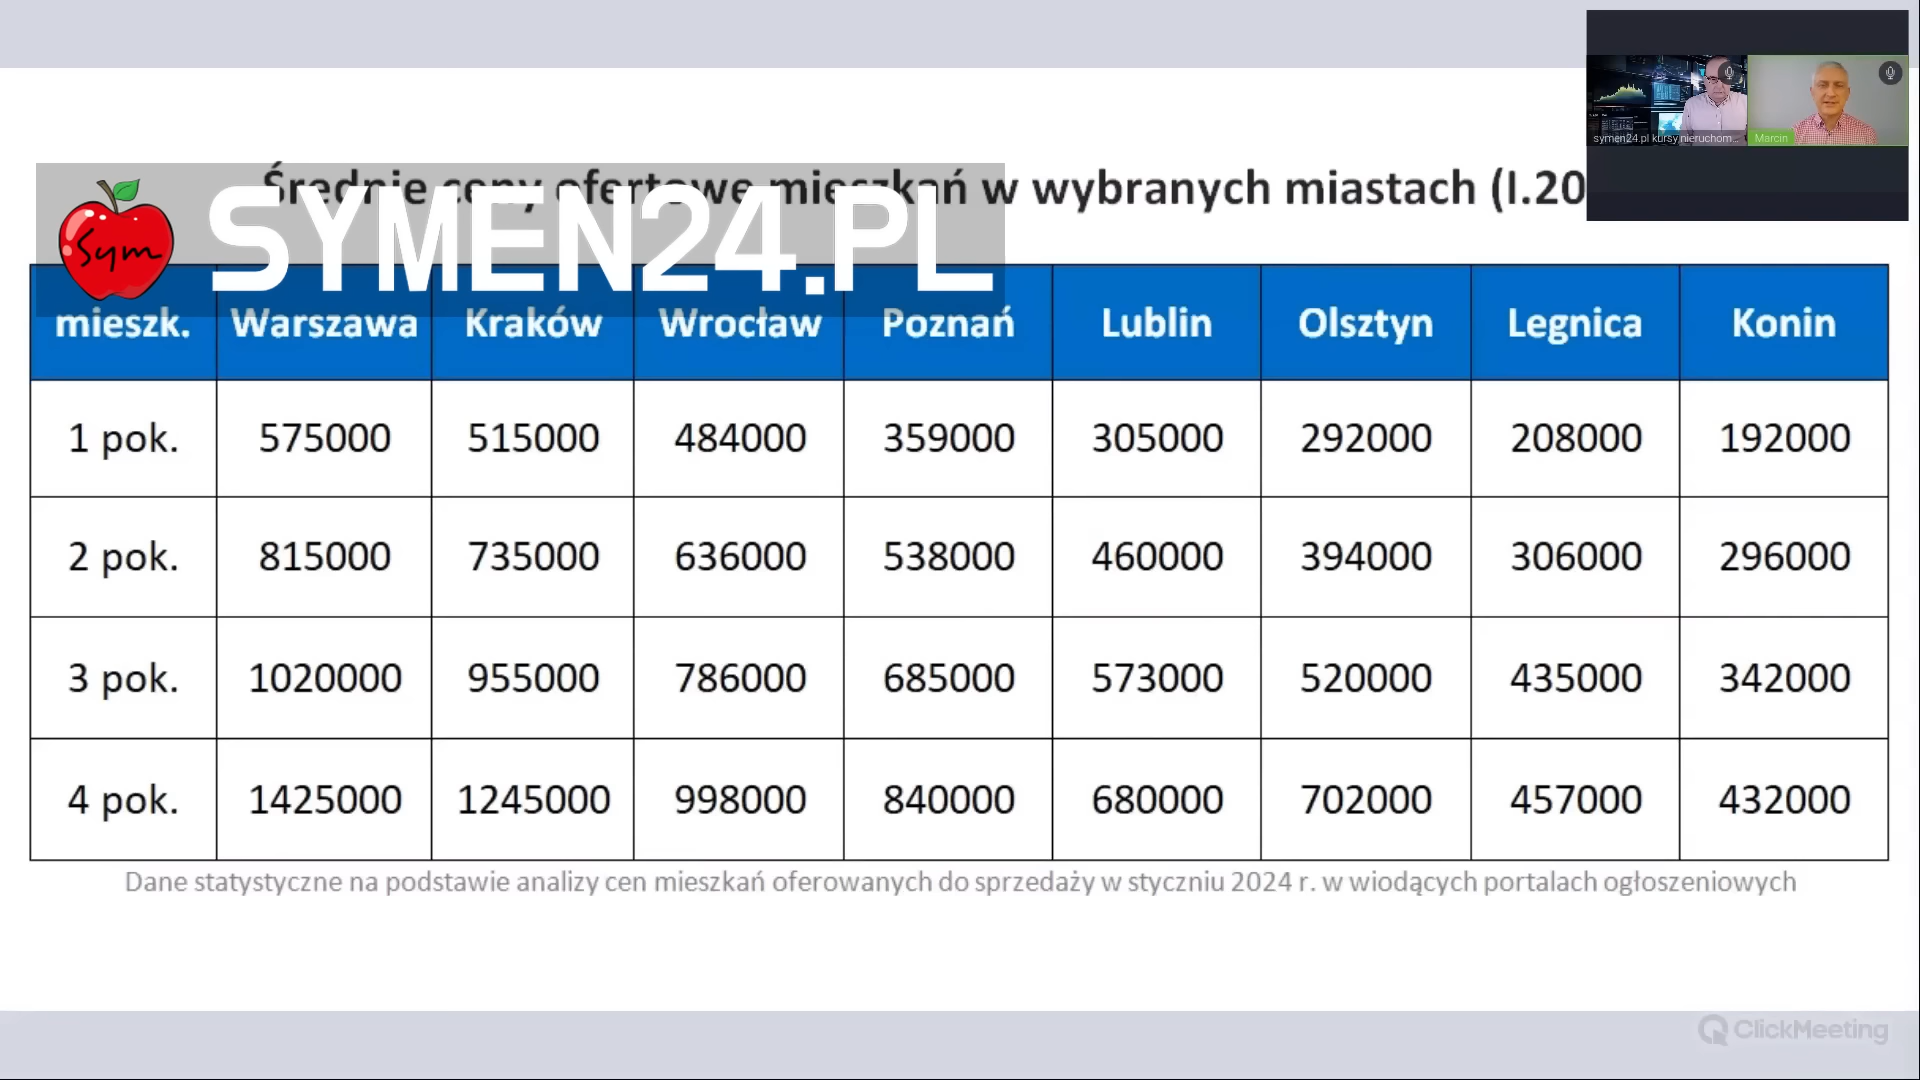 symen24.pl kursy nieruchom...
Marcin
Średnie ceny ofertowe mieszkań w wybranych miastach (I.20
Sym
SYMEN24.PL
mieszk. Warszawa Kraków Wrocław Poznań Lublin Olsztyn Legnica Konin
1 pok. 575000 515000 484000 359000 305000 292000 208000 192000
2 pok. 815000 735000 636000 538000 460000 394000 306000 296000
3 pok. 1020000 955000 786000 685000 573000 520000 435000 342000
4 pok. 1425000 1245000 998000 840000 680000 702000 457000 432000
Dane statystyczne na podstawie analizy cen mieszkań oferowanych do sprzedaży w styczniu 2024 r. w wiodących portalach ogłoszeniowych
ClickMeeting